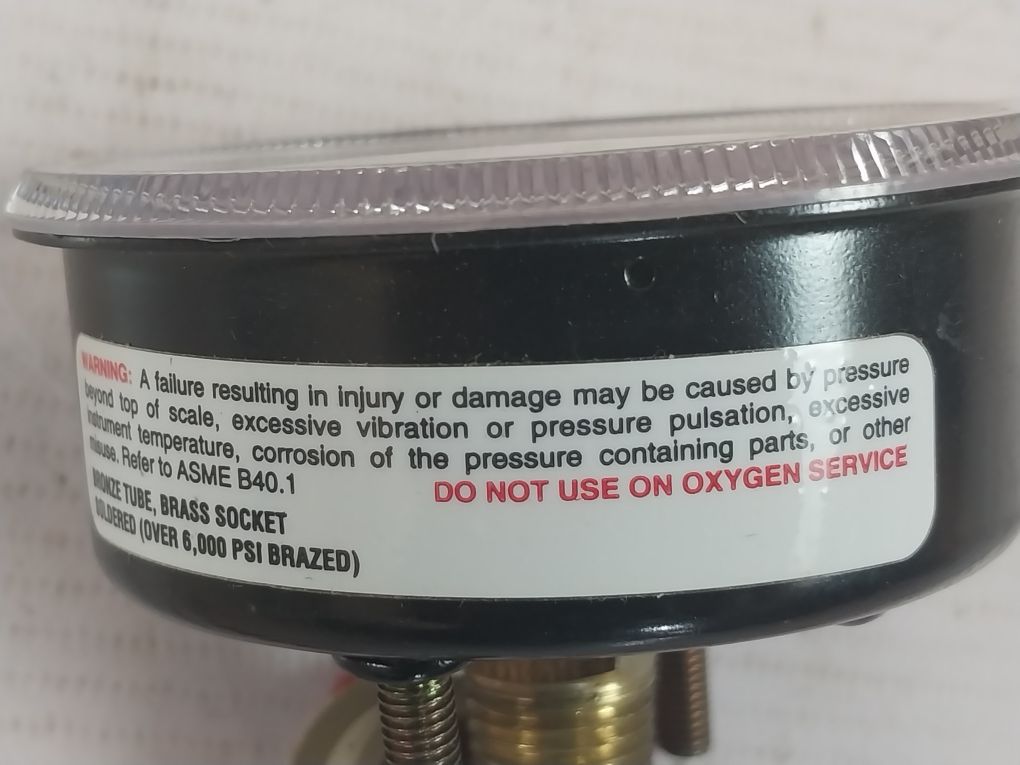 WARNING: A failure resulting in injury or damage may be caused by pressure
beyond top of scale, excessive vibration or pressure pulsation, excessive
instrument temperature, corrosion of the pressure containing parts, or other
misuse. Refer to ASME B40.1
DO NOT USE ON OXYGEN SERVICE
BRONZE TUBE, BRASS SOCKET
SOLDERED (OVER 6,000 PSI BRAZED)